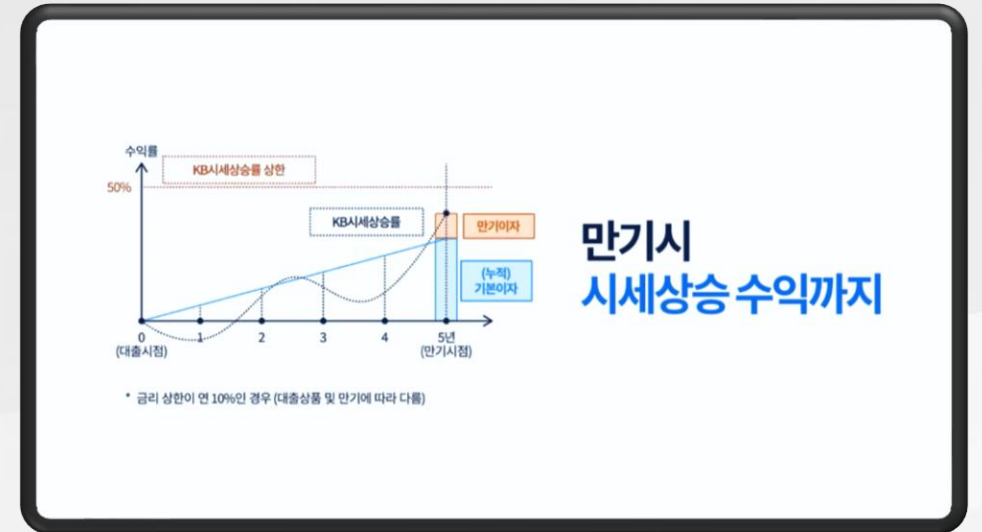 수익률
KB시세상승률 상한
50%
KB시세상승률
만기이자
(누적)
기본이자
0
1
2
3
4
5년
(대출시점)
(만기시점)
* 금리 상한이 연 10%인 경우 (대출상품 및 만기에 따라 다름)
만기시
시세상승 수익까지